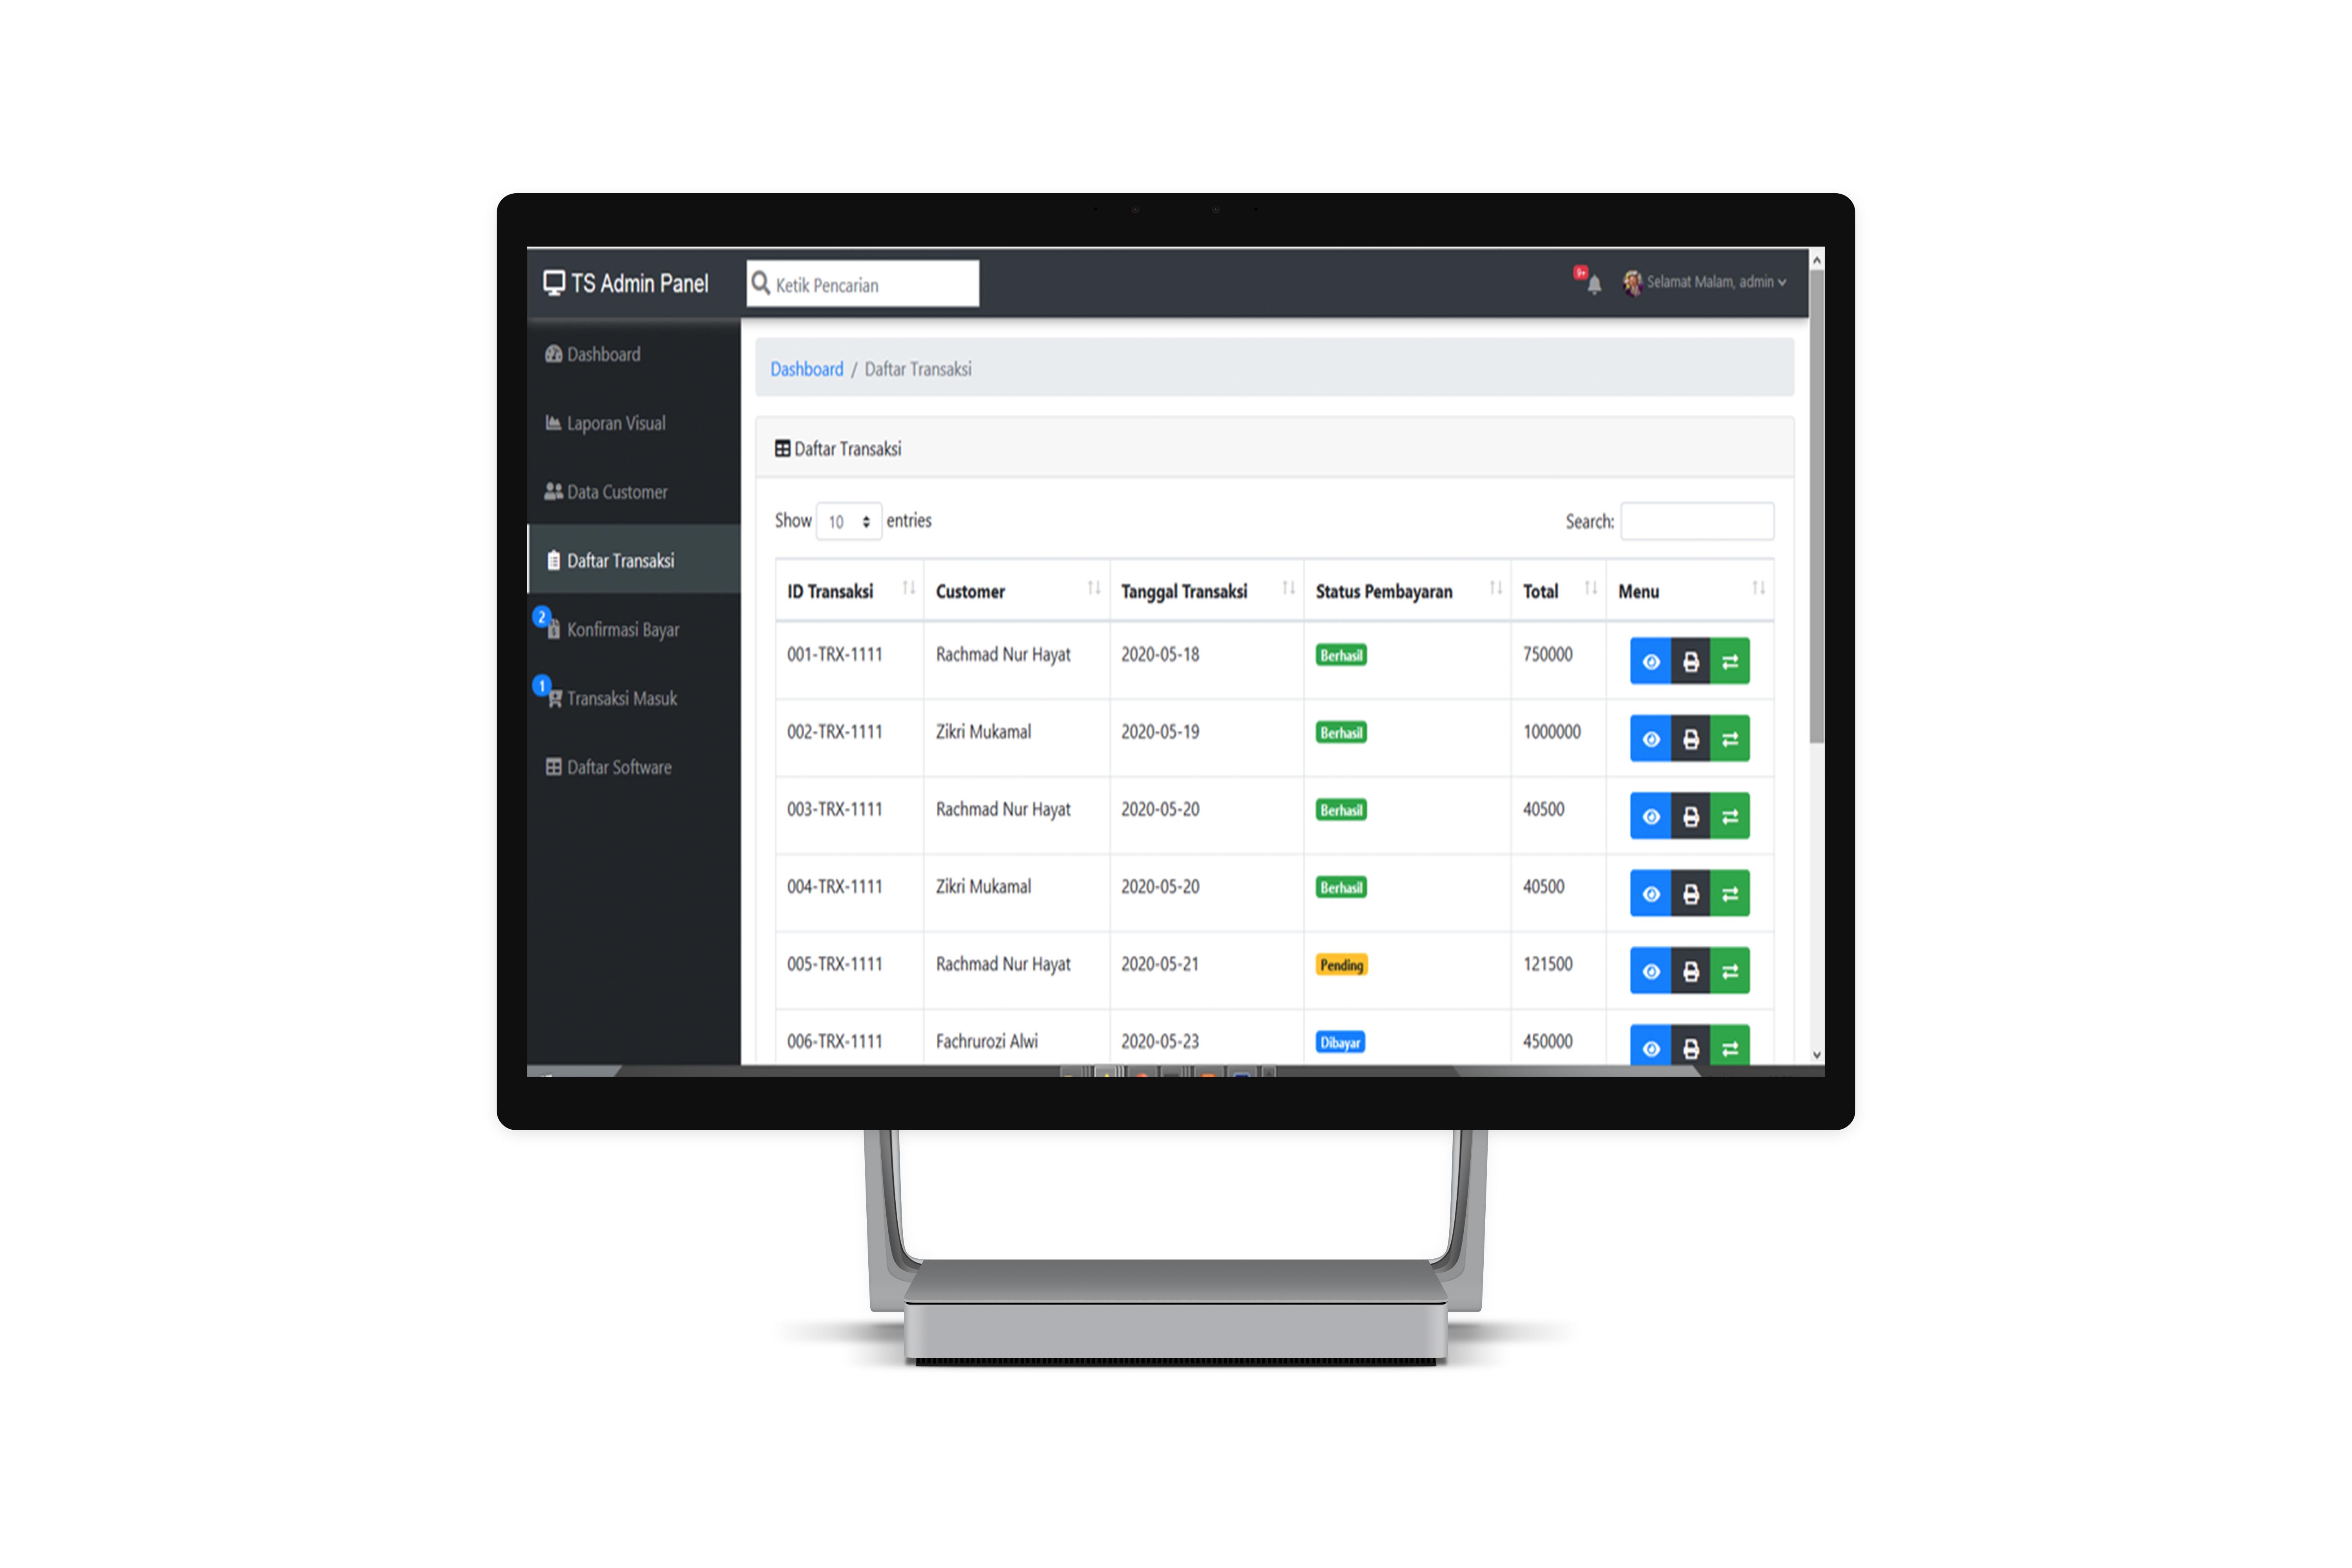 TS Admin Panel
Ketik Pencarian
9+
Selamat Malam, admin
Dashboard
Laporan Visual
Data Customer
Daftar Transaksi
2
Konfirmasi Bayar
1
Transaksi Masuk
Daftar Software
Dashboard / Daftar Transaksi
Daftar Transaksi
Show 10 entries
Search:
ID Transaksi Customer Tanggal Transaksi Status Pembayaran Total Menu
001-TRX-1111 Rachmad Nur Hayat 2020-05-18 Berhasil 750000
002-TRX-1111 Zikri Mukamal 2020-05-19 Berhasil 1000000
003-TRX-1111 Rachmad Nur Hayat 2020-05-20 Berhasil 40500
004-TRX-1111 Zikri Mukamal 2020-05-20 Berhasil 40500
005-TRX-1111 Rachmad Nur Hayat 2020-05-21 Pending 121500
006-TRX-1111 Fachrurozi Alwi 2020-05-23 Dibayar 450000